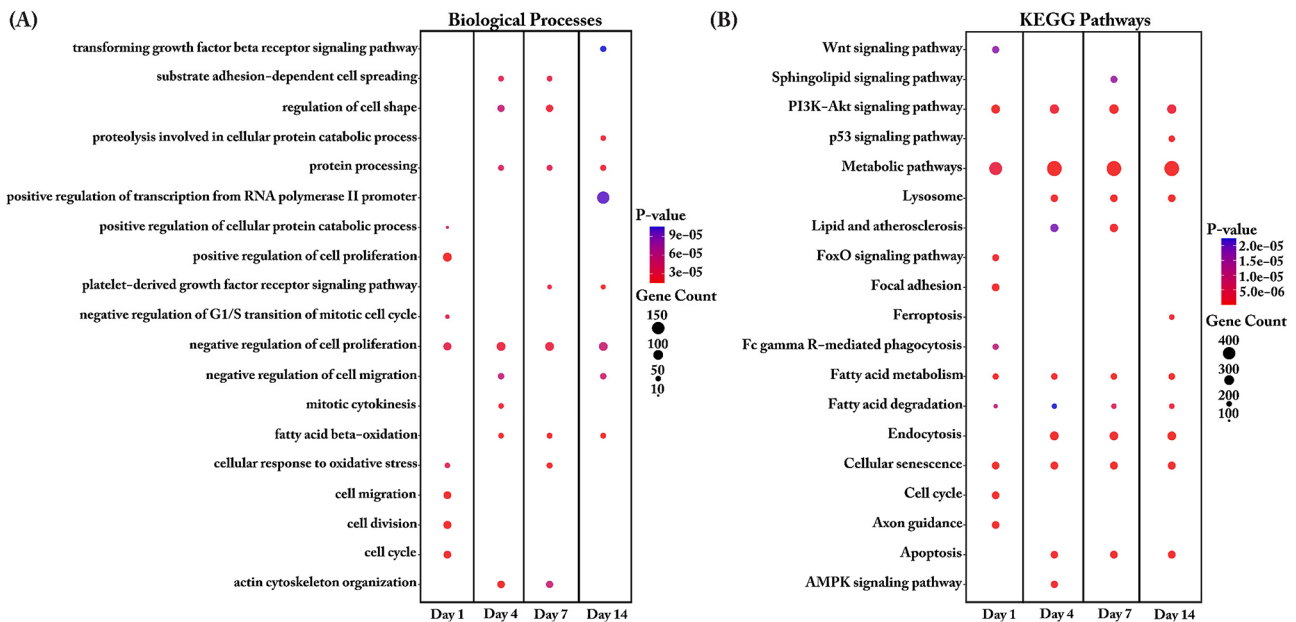 (A)
Biological Processes
transforming growth factor beta receptor signaling pathway
substrate adhesion-dependent cell spreading
regulation of cell shape
proteolysis involved in cellular protein catabolic process
protein processing
positive regulation of transcription from RNA polymerase II promoter
positive regulation of cellular protein catabolic process
positive regulation of cell proliferation
platelet-derived growth factor receptor signaling pathway
negative regulation of G1/S transition of mitotic cell cycle
negative regulation of cell proliferation
negative regulation of cell migration
mitotic cytokinesis
fatty acid beta-oxidation
cellular response to oxidative stress
cell migration
cell division
cell cycle
actin cytoskeleton organization
Day 1 Day 4 Day 7 Day 14
P-value
9e-05
6e-05
3e-05
Gene Count
150
100
50
10
(B)
KEGG Pathways
Wnt signaling pathway
Sphingolipid signaling pathway
PI3K-Akt signaling pathway
p53 signaling pathway
Metabolic pathways
Lysosome
Lipid and atherosclerosis
FoxO signaling pathway
Focal adhesion
Ferroptosis
Fc gamma R-mediated phagocytosis
Fatty acid metabolism
Fatty acid degradation
Endocytosis
Cellular senescence
Cell cycle
Axon guidance
Apoptosis
AMPK signaling pathway
Day 1 Day 4 Day 7 Day 14
P-value
2.0e-05
1.5e-05
1.0e-05
5.0e-06
Gene Count
400
300
200
100